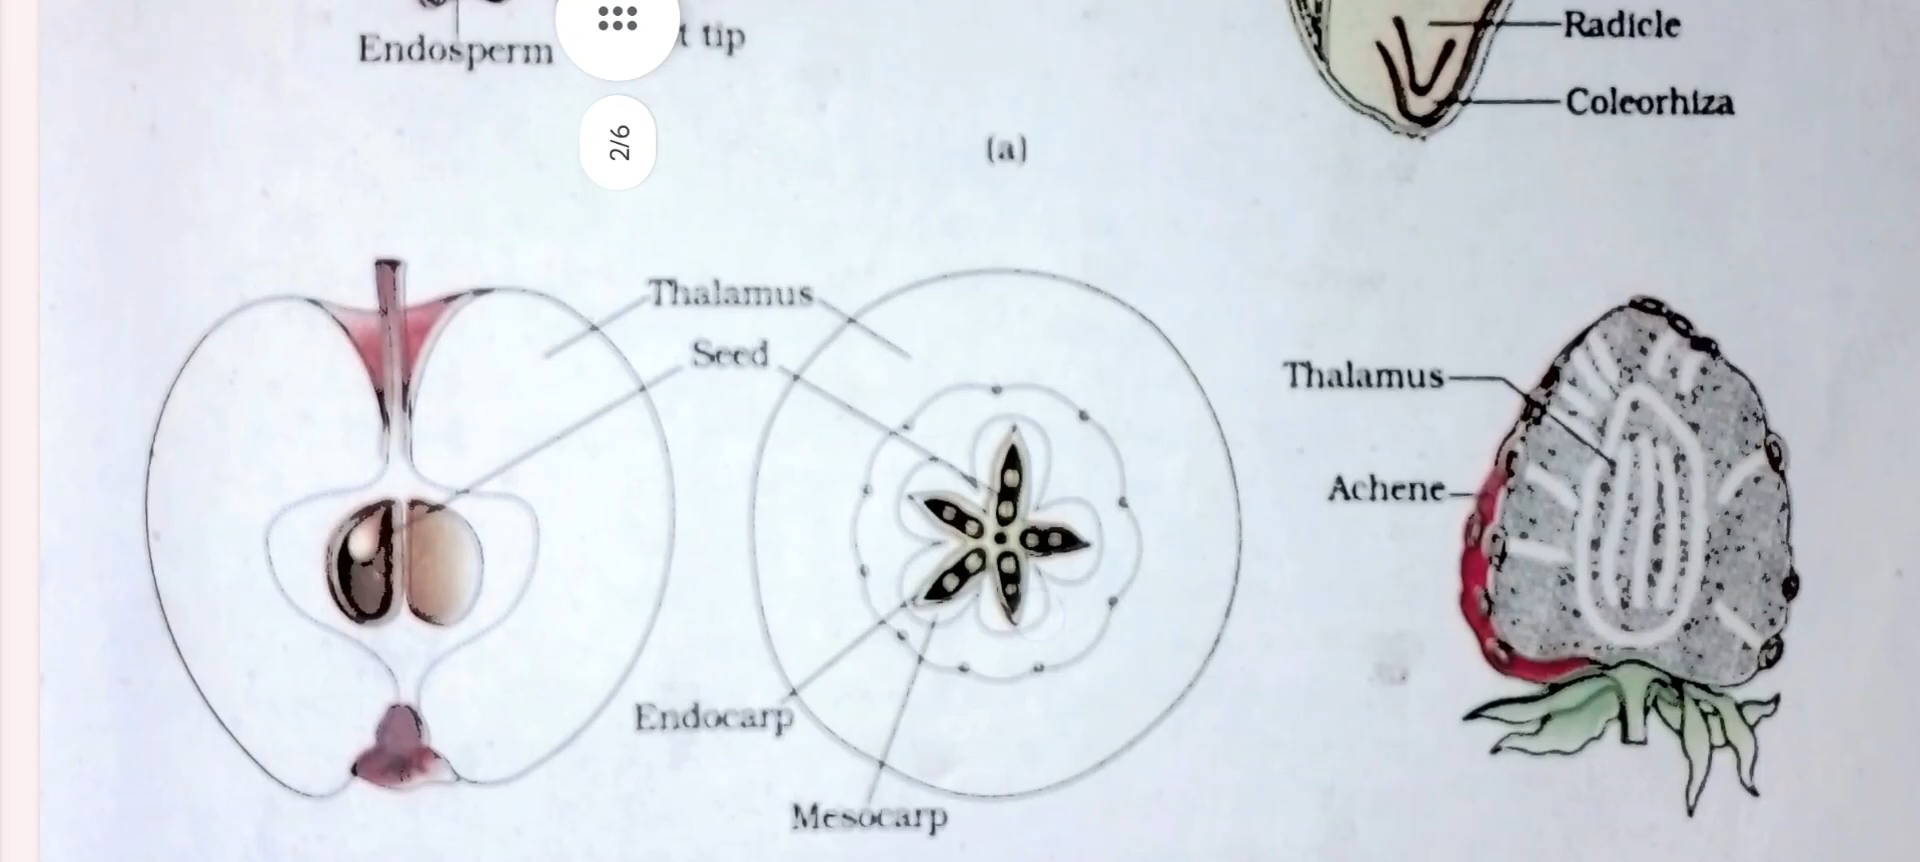 Endosperm
t tip
2/6
Radicle
Coleorhiza
(a)
Thalamus
Seed
Thalamus
Achene
Endocarp
Mesocarp